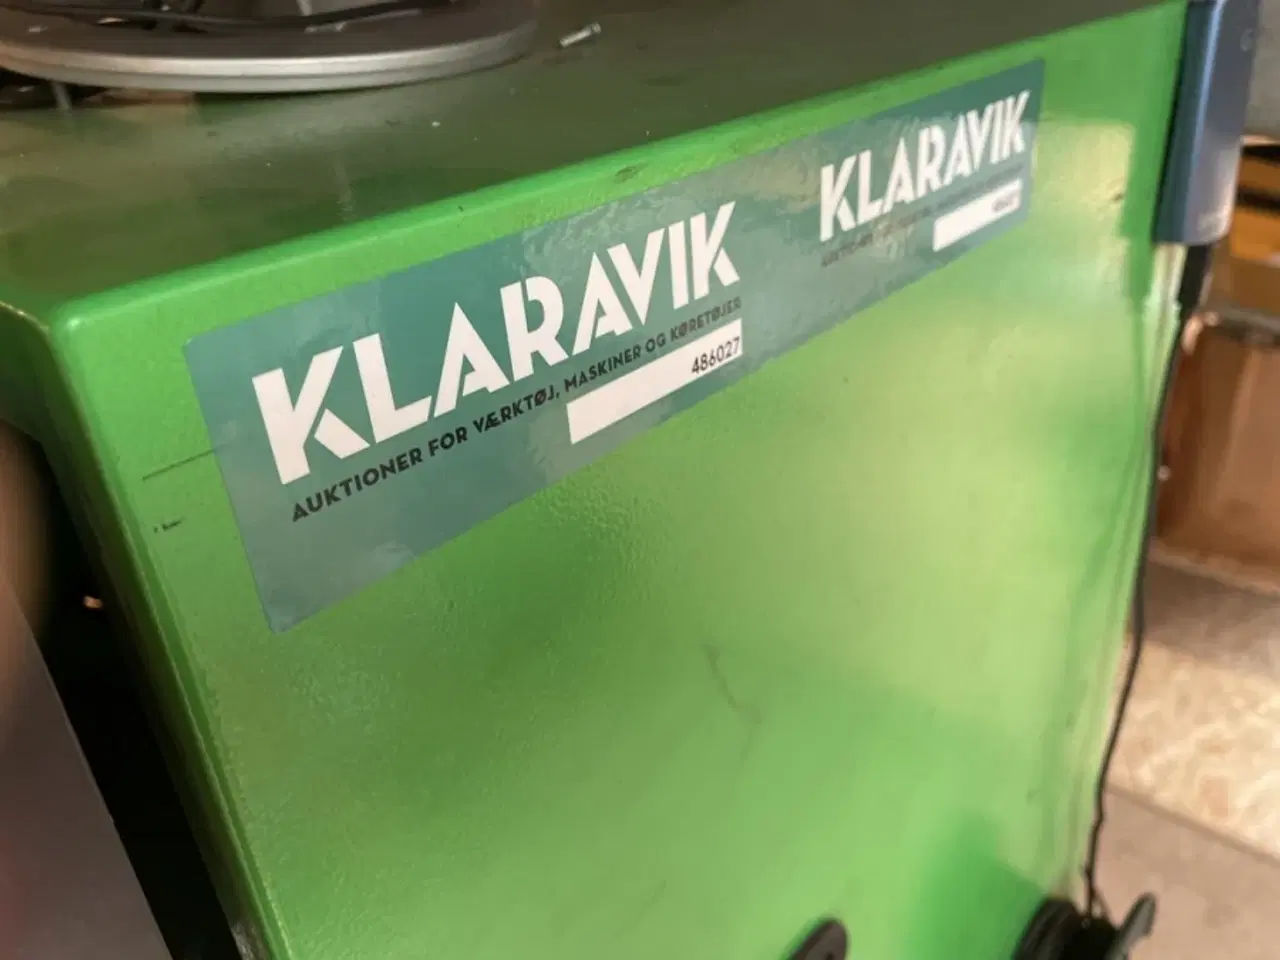 KLARAVIK
AUKTIONER FOR VÆRKTØJ, MASKINER OG KØRETØJER
486027
KLARAVIK